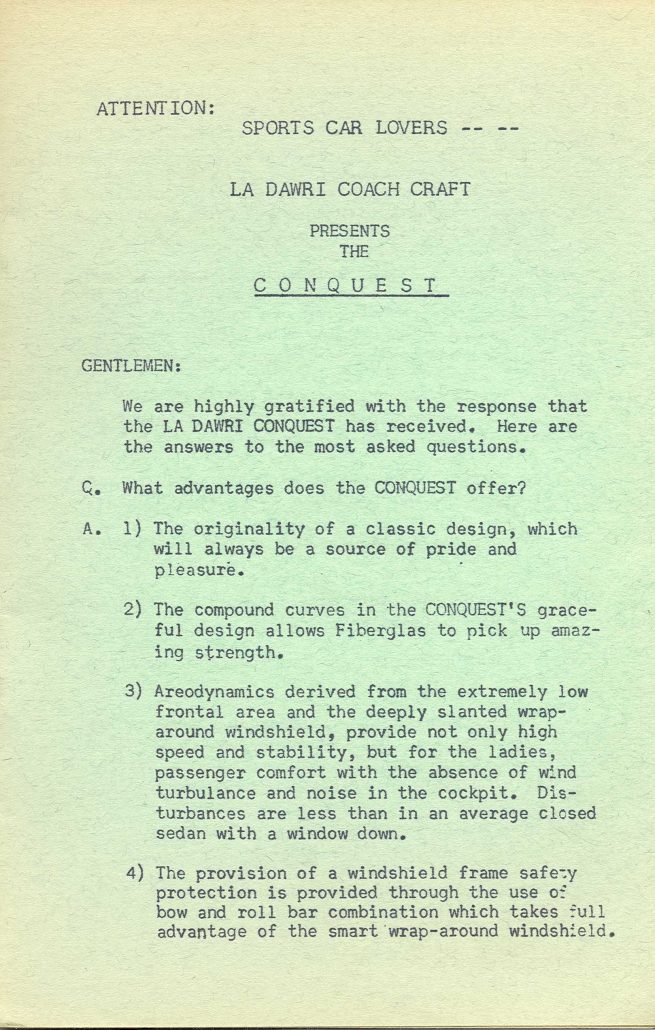 ATTENTION:
SPORTS CAR LOVERS -- --
LA DAWRI COACH CRAFT
PRESENTS
THE
C O N Q U E S T
GENTLEMEN:
We are highly gratified with the response that
the LA DAWRI CONQUEST has received. Here are
the answers to the most asked questions.
Q. What advantages does the CONQUEST offer?
A. 1) The originality of a classic design, which
will always be a source of pride and
pleasure.
2) The compound curves in the CONQUEST'S grace-
ful design allows Fiberglas to pick up amaz-
ing strength.
3) Areodynamics derived from the extremely low
frontal area and the deeply slanted wrap-
around windshield, provide not only high
speed and stability, but for the ladies,
passenger comfort with the absence of wind
turbulance and noise in the cockpit. Dis-
turbances are less than in an average closed
sedan with a window down.
4) The provision of a windshield frame safety
protection is provided through the use of
bow and roll bar combination which takes full
advantage of the smart wrap-around windshield.